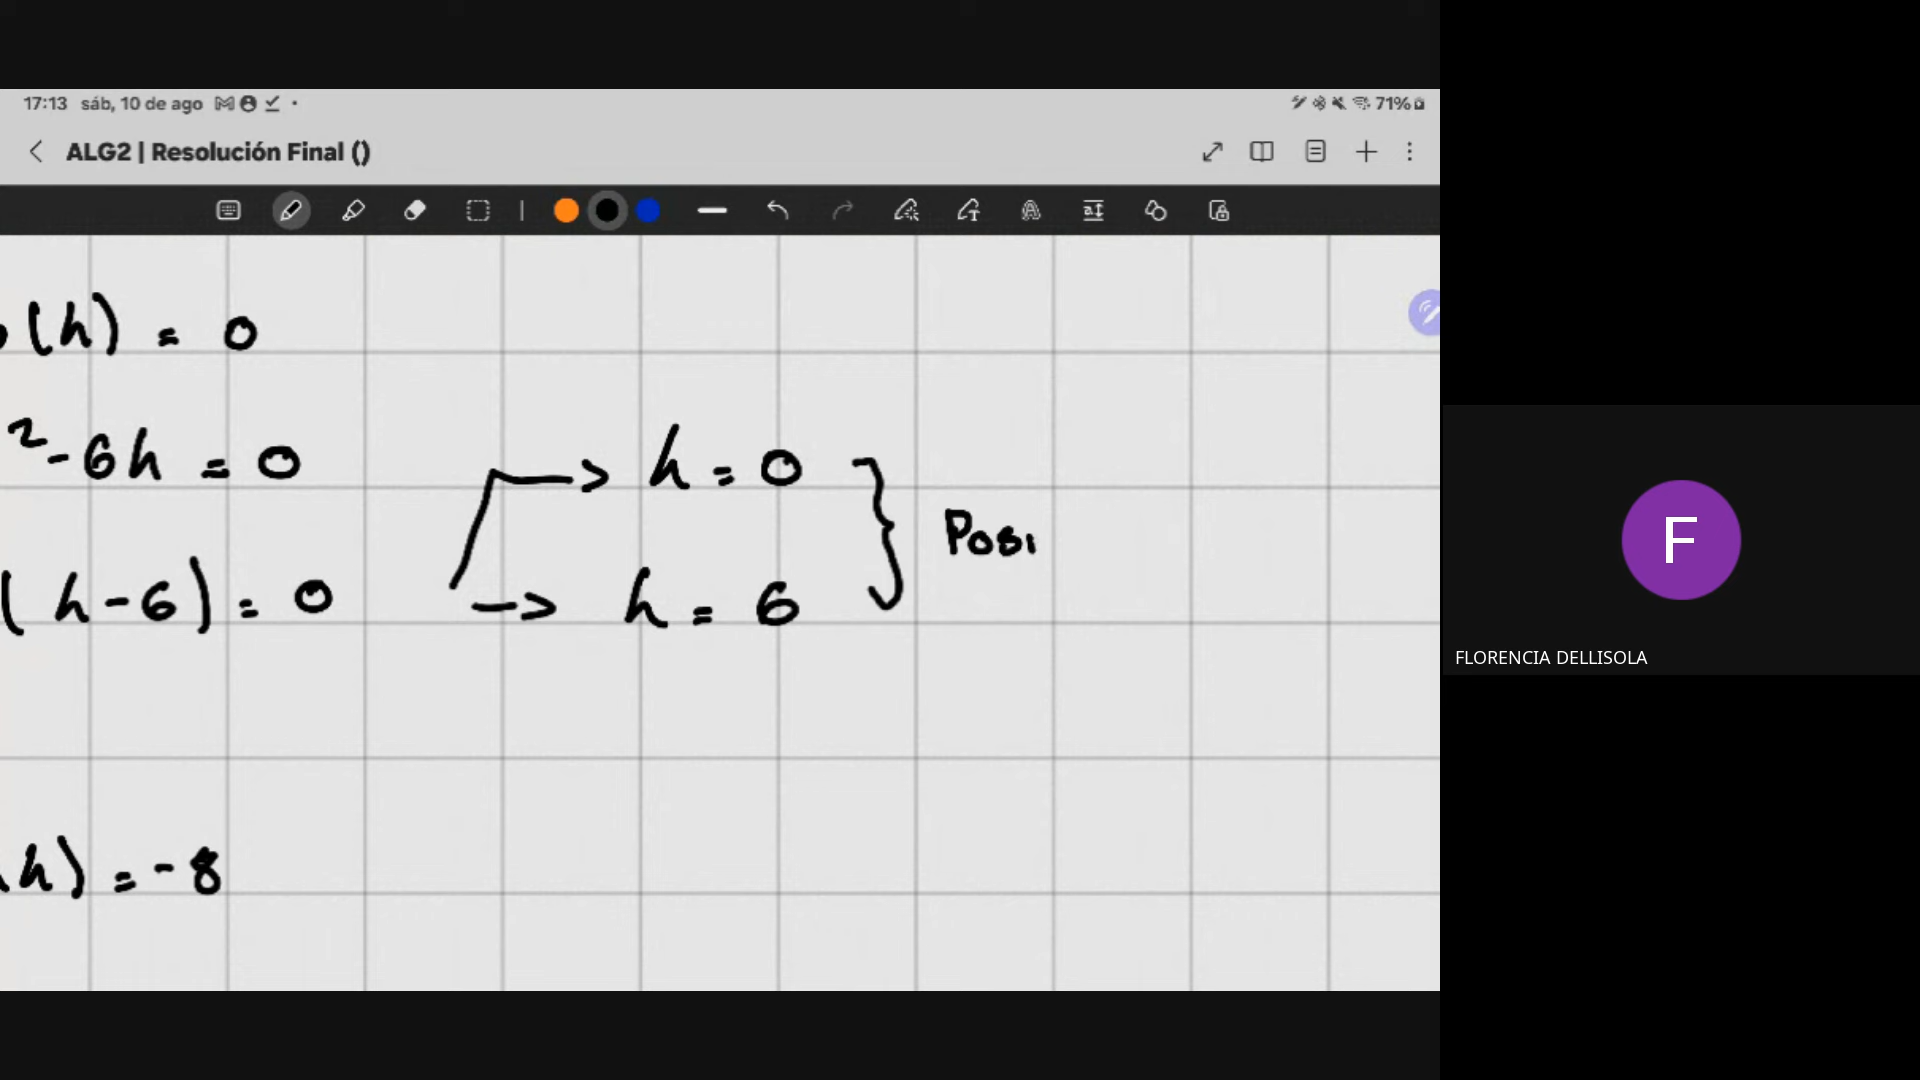 17:13 sáb, 10 de ago
71%
ALG2 | Resolución Final ()
(h) = 0
² - 6h = 0
(h - 6) = 0
-> h = 0
-> h = 6
} Posi
h) = -8
F
FLORENCIA DELLISOLA